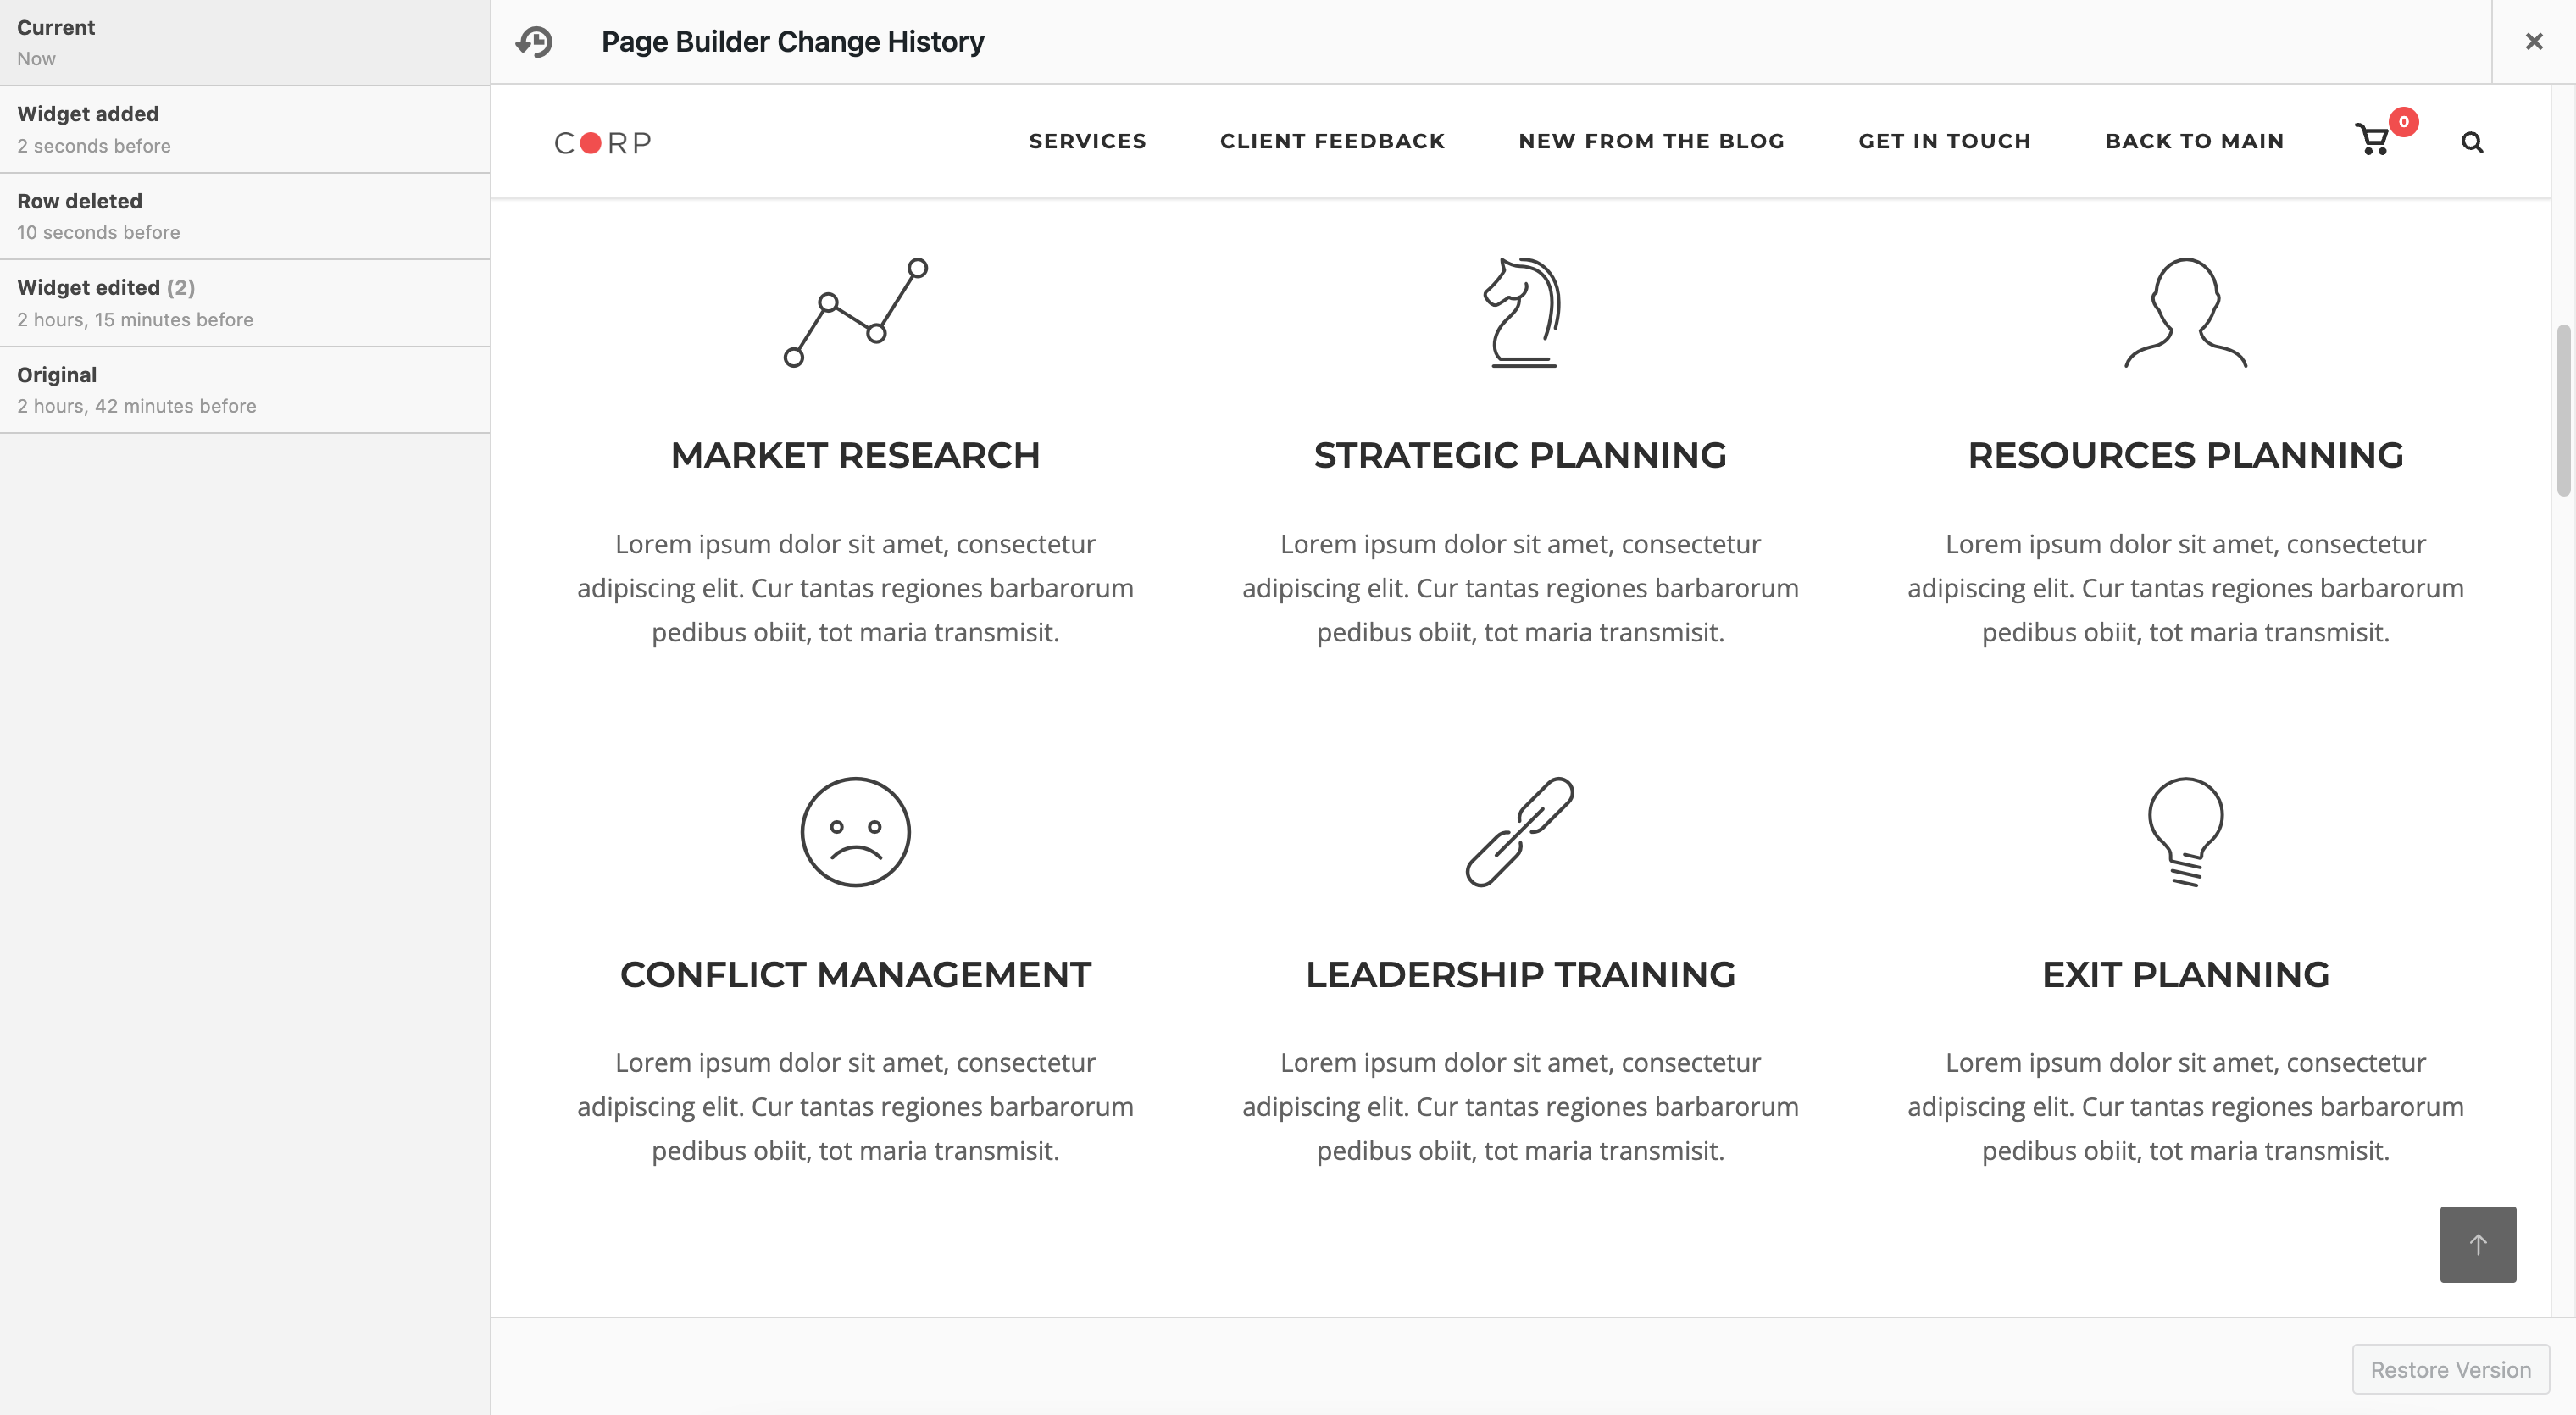 Current
Now
Widget added
2 seconds before
Row deleted
10 seconds before
Widget edited (2)
2 hours, 15 minutes before
Original
2 hours, 42 minutes before
Page Builder Change History
CORP
SERVICES
CLIENT FEEDBACK
NEW FROM THE BLOG
GET IN TOUCH
BACK TO MAIN
0
MARKET RESEARCH
Lorem ipsum dolor sit amet, consectetur
adipiscing elit. Cur tantas regiones barbarorum
pedibus obiit, tot maria transmisit.
STRATEGIC PLANNING
Lorem ipsum dolor sit amet, consectetur
adipiscing elit. Cur tantas regiones barbarorum
pedibus obiit, tot maria transmisit.
RESOURCES PLANNING
Lorem ipsum dolor sit amet, consectetur
adipiscing elit. Cur tantas regiones barbarorum
pedibus obiit, tot maria transmisit.
CONFLICT MANAGEMENT
Lorem ipsum dolor sit amet, consectetur
adipiscing elit. Cur tantas regiones barbarorum
pedibus obiit, tot maria transmisit.
LEADERSHIP TRAINING
Lorem ipsum dolor sit amet, consectetur
adipiscing elit. Cur tantas regiones barbarorum
pedibus obiit, tot maria transmisit.
EXIT PLANNING
Lorem ipsum dolor sit amet, consectetur
adipiscing elit. Cur tantas regiones barbarorum
pedibus obiit, tot maria transmisit.
Restore Version